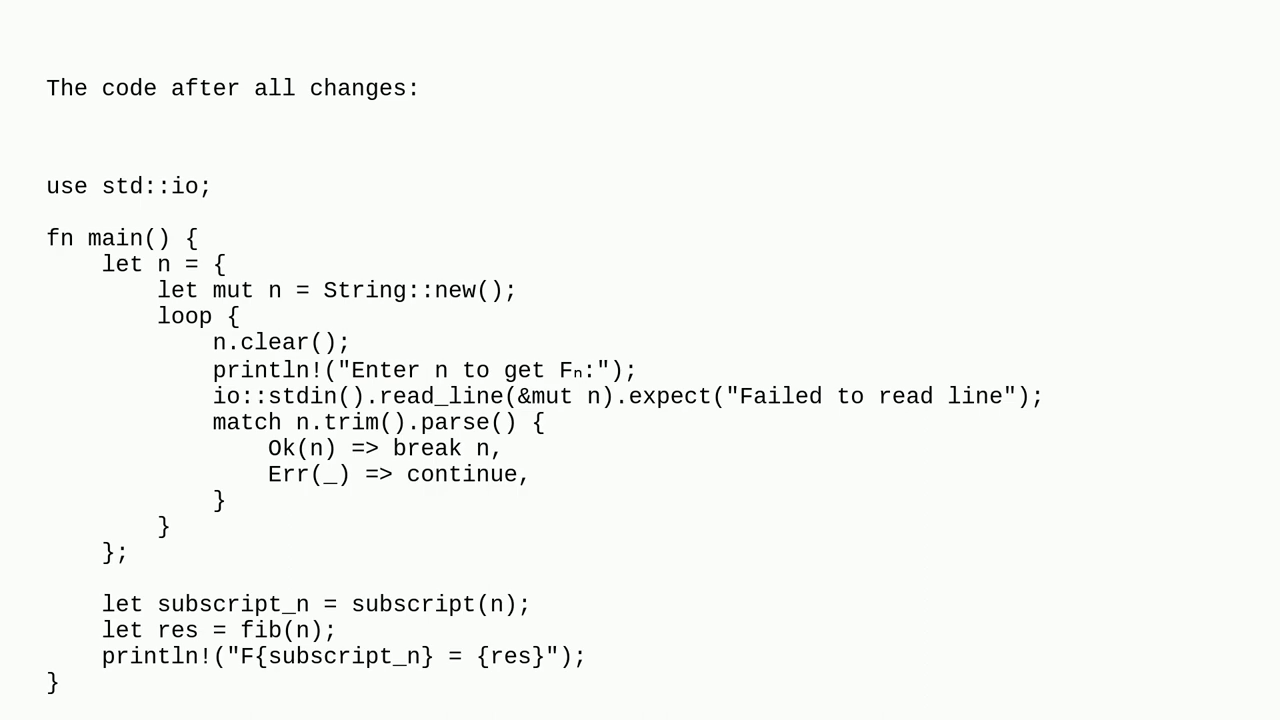 The code after all changes:
use std::io;
fn main() {
    let n = {
        let mut n = String::new();
        loop {
            n.clear();
            println!("Enter n to get Fₙ:");
            io::stdin().read_line(&mut n).expect("Failed to read line");
            match n.trim().parse() {
                Ok(n) => break n,
                Err(_) => continue,
            }
        }
    };
    let subscript_n = subscript(n);
    let res = fib(n);
    println!("F{subscript_n} = {res}");
}